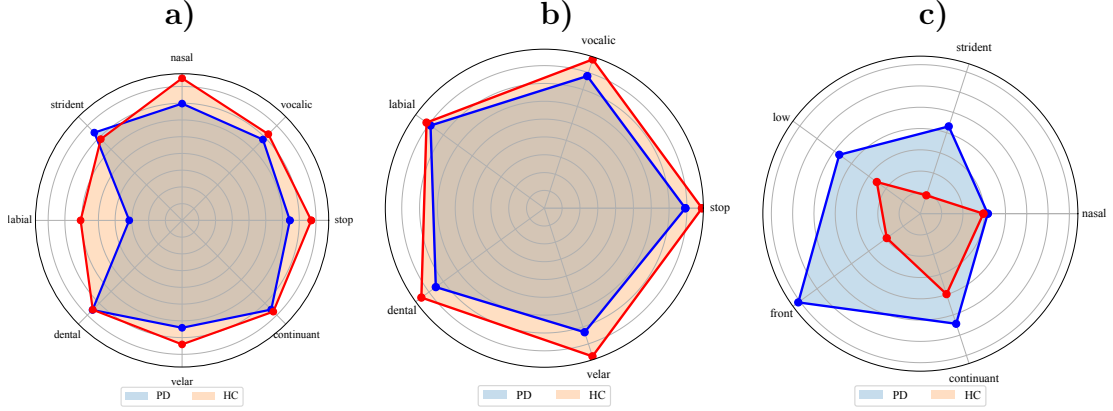 a)
nasal
strident
vocalic
labial
stop
dental
continuant
velar
PD
HC
b)
vocalic
labial
stop
dental
velar
PD
HC
c)
strident
low
nasal
front
continuant
PD
HC